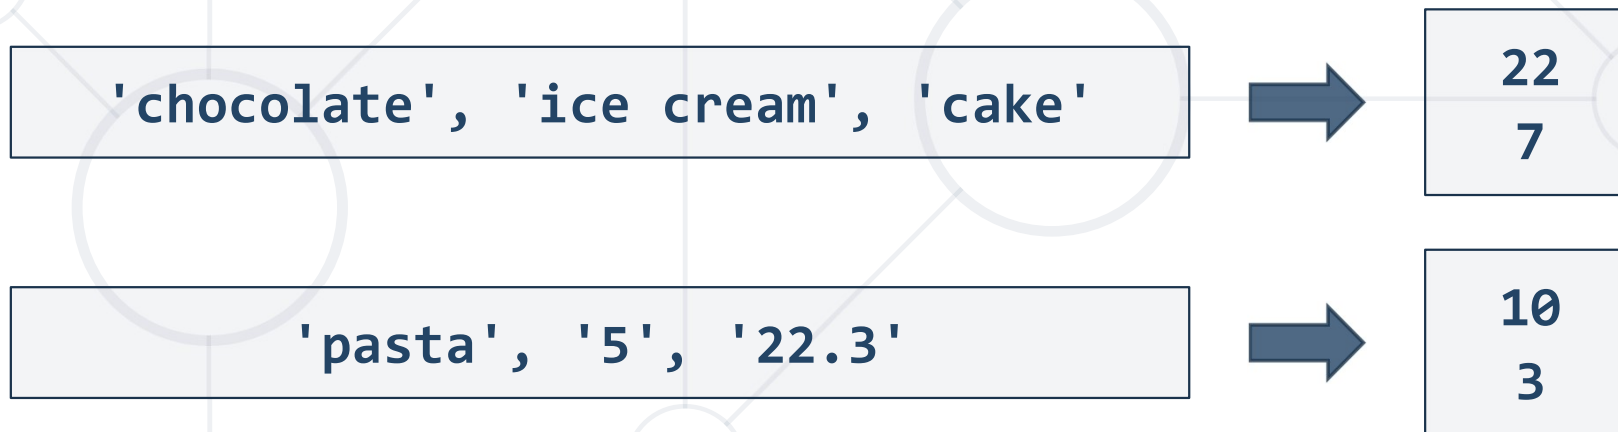 'chocolate', 'ice cream', 'cake'
22
7
'pasta', '5', '22.3'
10
3